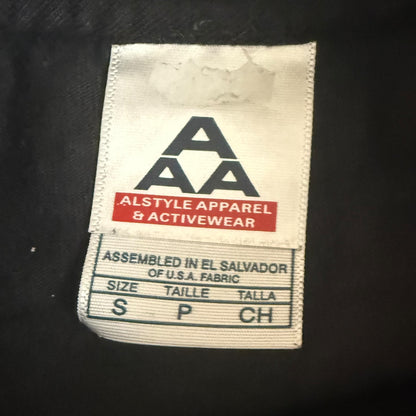 A
AA
ALSTYLE APPAREL
& ACTIVEWEAR
ASSEMBLED IN EL SALVADOR
OF U.S.A. FABRIC
SIZE TAILLE TALLA
S P CH